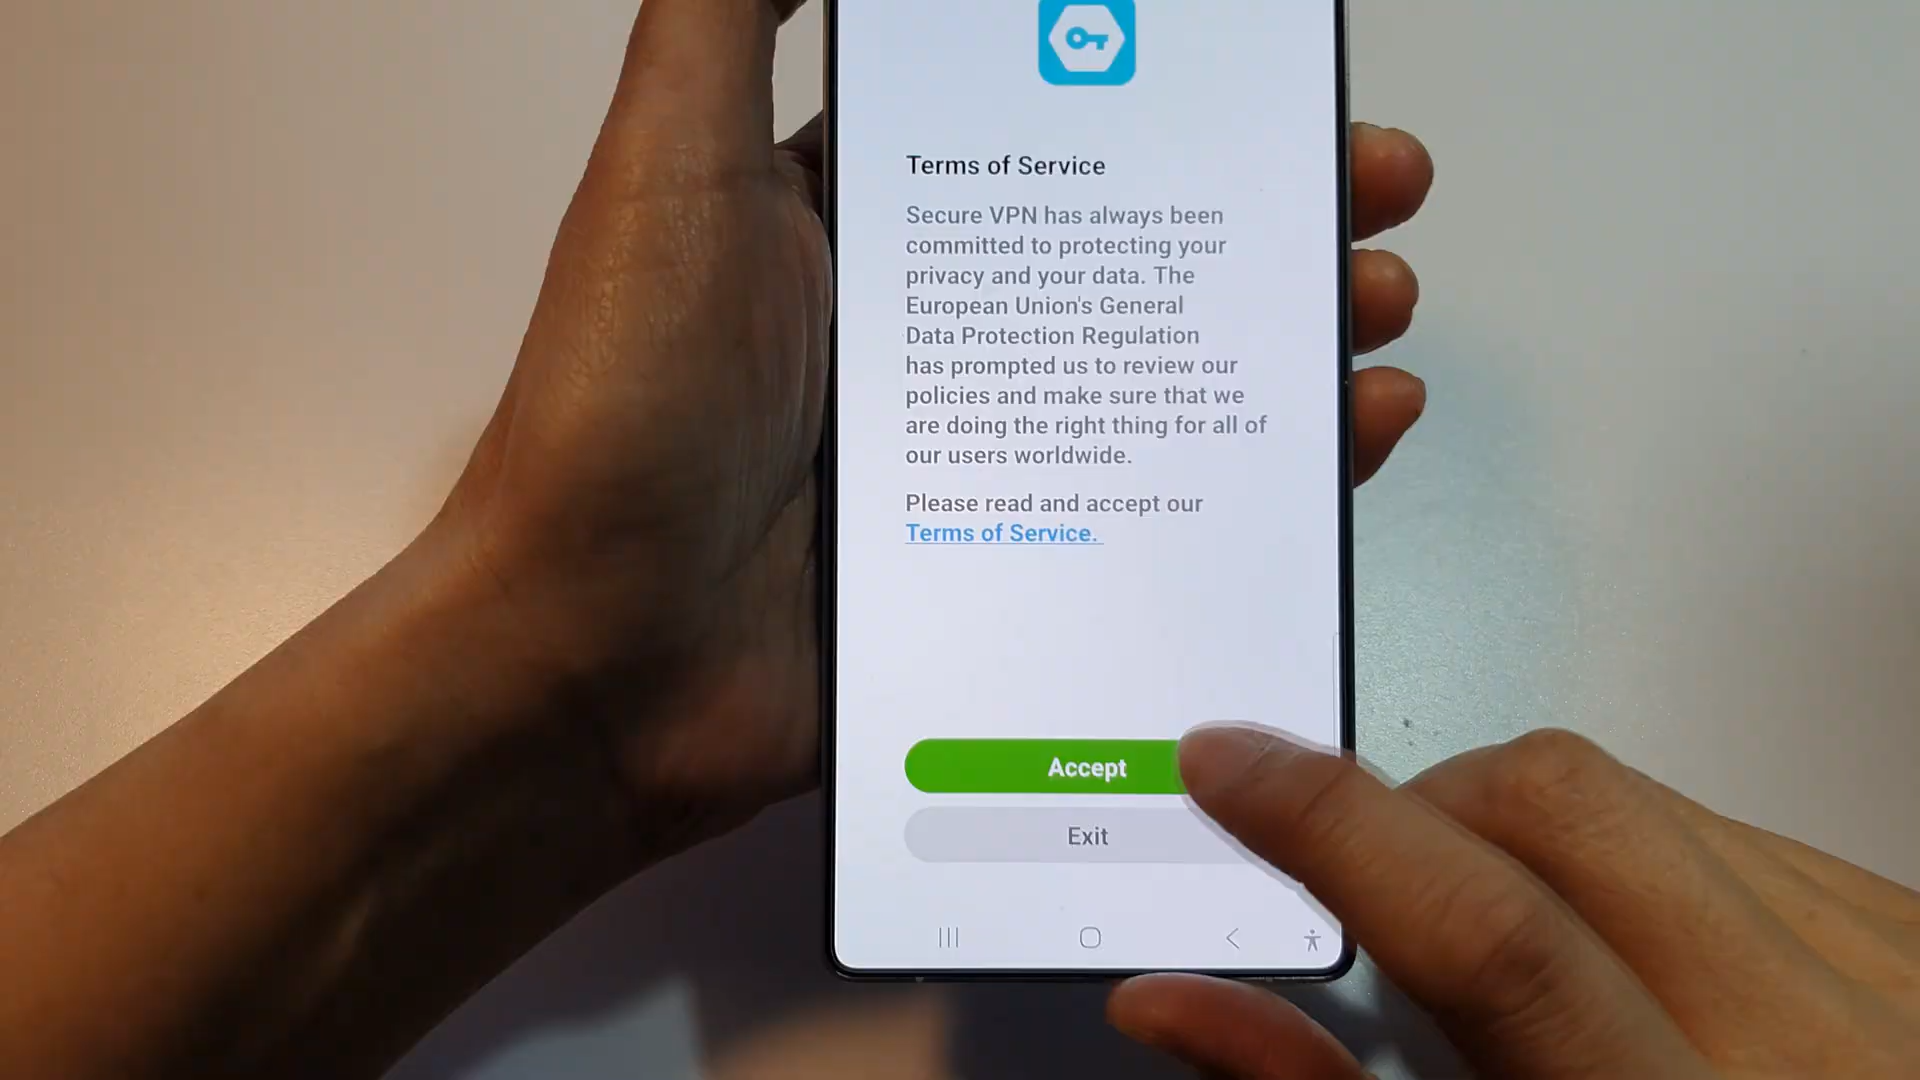 Terms of Service
Secure VPN has always been
committed to protecting your
privacy and your data. The
European Union's General
Data Protection Regulation
has prompted us to review our
policies and make sure that we
are doing the right thing for all of
our users worldwide.
Please read and accept our
Terms of Service.
Accept
Exit